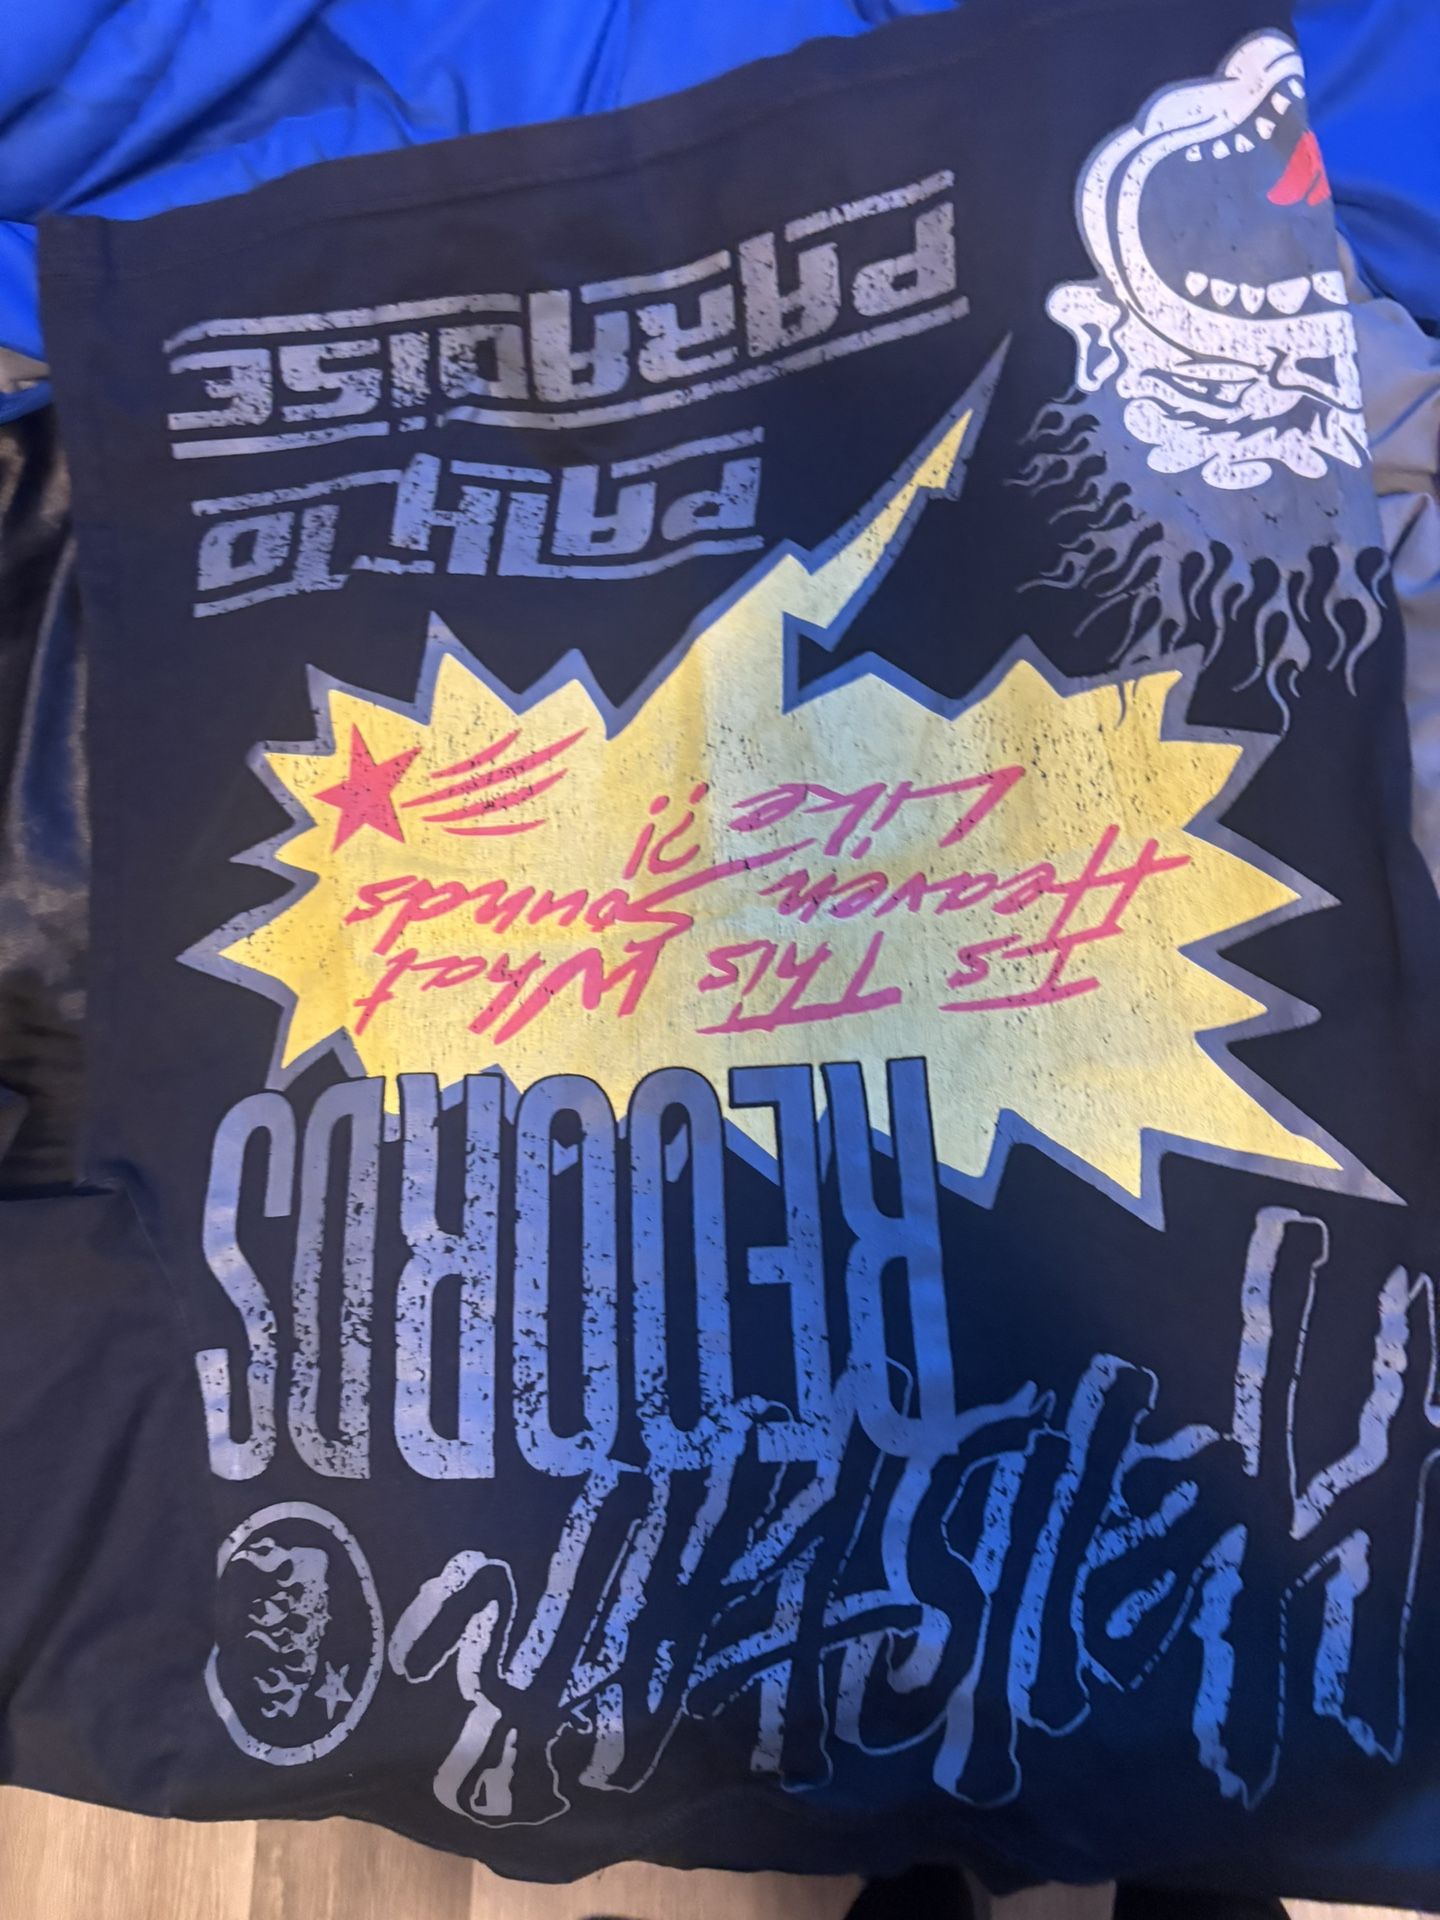 Hellstar
RECORDS
Is This What
Heaven Sounds
Like ?!
PATH TO
PARADISE